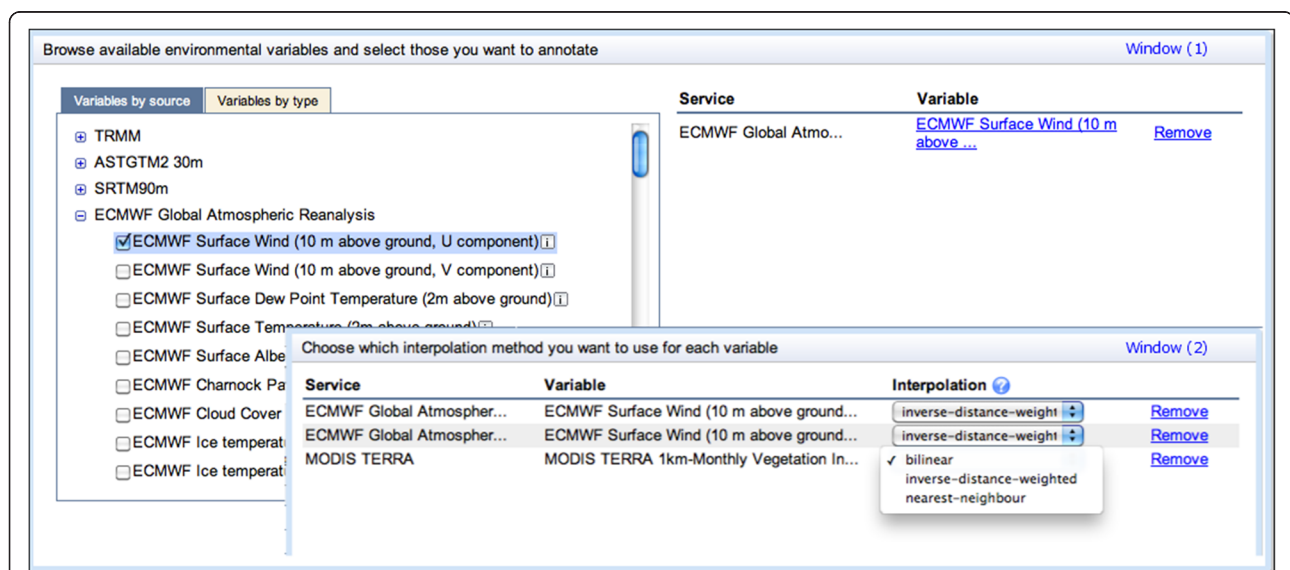 Browse available environmental variables and select those you want to annotate
Window (1)
Variables by source
Variables by type
TRMM
ASTGTM2 30m
SRTM90m
ECMWF Global Atmospheric Reanalysis
ECMWF Surface Wind (10 m above ground, U component)
ECMWF Surface Wind (10 m above ground, V component)
ECMWF Surface Dew Point Temperature (2m above ground)
ECMWF Surface Temperature (2m above ground)
ECMWF Surface Albe
ECMWF Charnock Pa
ECMWF Cloud Cover
ECMWF Ice temperat
ECMWF Ice temperat
Service Variable
ECMWF Global Atmo... ECMWF Surface Wind (10 m Remove
above ...
Choose which interpolation method you want to use for each variable
Window (2)
Service Variable Interpolation ?
ECMWF Global Atmospher... ECMWF Surface Wind (10 m above ground... inverse-distance-weight Remove
ECMWF Global Atmospher... ECMWF Surface Wind (10 m above ground... inverse-distance-weight Remove
MODIS TERRA MODIS TERRA 1km-Monthly Vegetation In... ✓ bilinear Remove
inverse-distance-weighted
nearest-neighbour